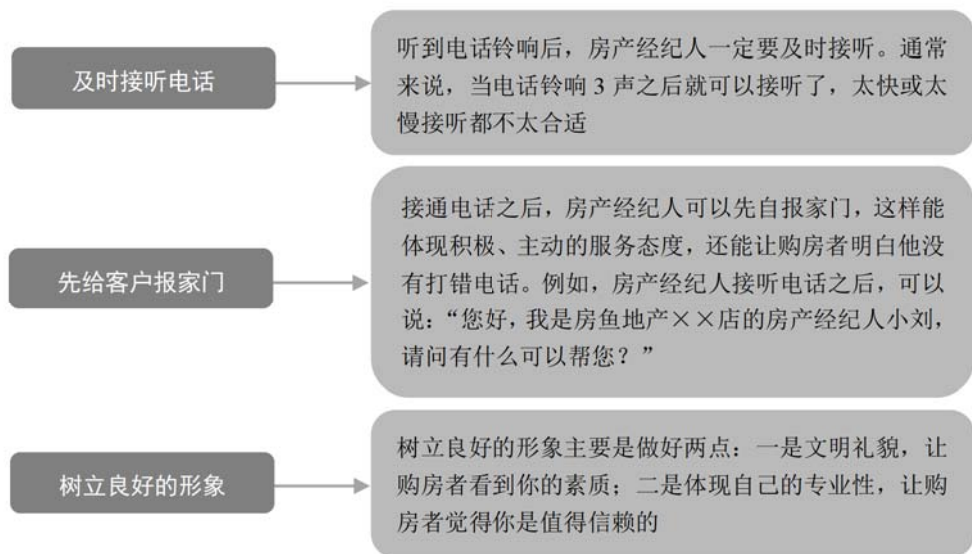 及时接听电话
听到电话铃响后，房产经纪人一定要及时接听。通常
来说，当电话铃响 3 声之后就可以接听了，太快或太
慢接听都不太合适
先给客户报家门
接通电话之后，房产经纪人可以先自报家门，这样能
体现积极、主动的服务态度，还能让购房者明白他没
有打错电话。例如，房产经纪人接听电话之后，可以
说：“您好，我是房鱼地产××店的房产经纪人小刘，
请问有什么可以帮您？”
树立良好的形象
树立良好的形象主要是做好两点：一是文明礼貌，让
购房者看到你的素质；二是体现自己的专业性，让购
房者觉得你是值得信赖的